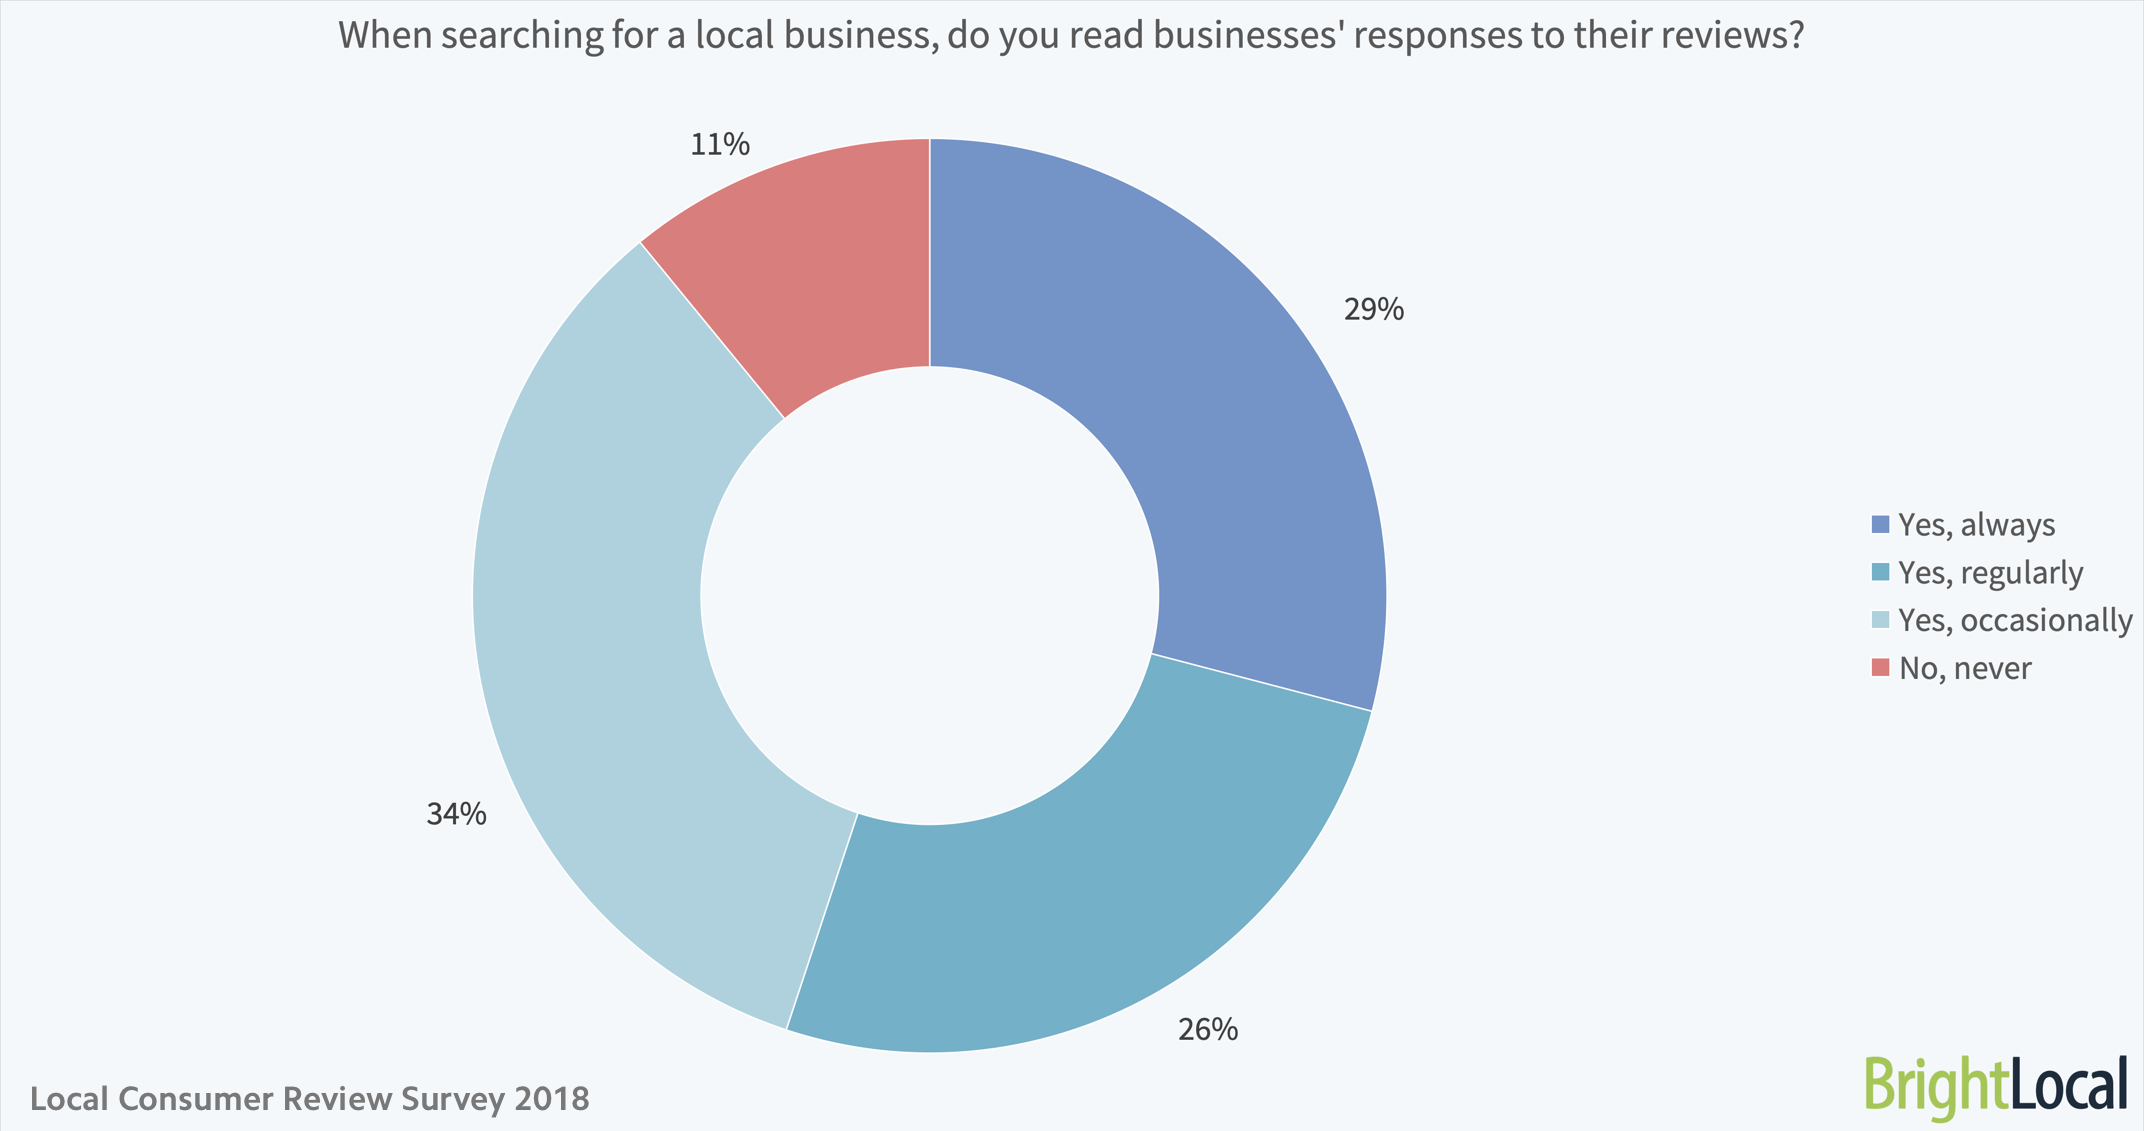 When searching for a local business, do you read businesses' responses to their reviews?
11%
29%
34%
26%
Yes, always
Yes, regularly
Yes, occasionally
No, never
Local Consumer Review Survey 2018
BrightLocal